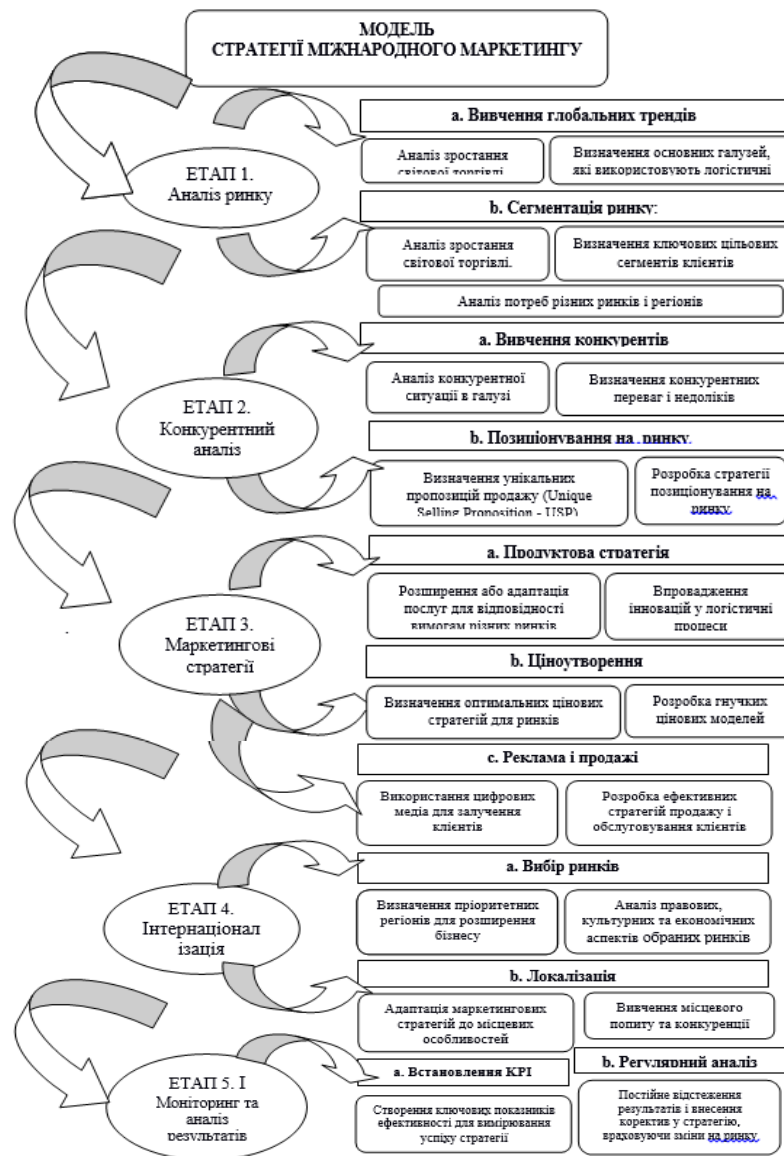 МОДЕЛЬ
СТРАТЕГІЇ МІЖНАРОДНОГО МАРКЕТИНГУ
ЕТАП 1.
Аналіз ринку
a. Вивчення глобальних трендів
Аналіз зростання
світової торгівлі.
Визначення основних галузей,
які використовують логістичні
b. Сегментація ринку:
Аналіз зростання
світової торгівлі.
Визначення ключових цільових
сегментів клієнтів
Аналіз потреб різних ринків і регіонів
ЕТАП 2.
Конкурентний
аналіз
a. Вивчення конкурентів
Аналіз конкурентної
ситуації в галузі
Визначення конкурентних
переваг і недоліків
b. Позиціонування на ринку.
Визначення унікальних
пропозицій продажу (Unique
Selling Proposition - USP)
Розробка стратегії
позиціонування на
ринку.
ЕТАП 3.
Маркетингові
стратегії
a. Продуктова стратегія
Розширення або адаптація
послуг для відповідності
вимогам різних ринків
Впровадження
інновацій у логістичні
процеси
b. Ціноутворення
Визначення оптимальних цінових
стратегій для ринків
Розробка гнучких
цінових моделей
c. Реклама і продажі
Використання цифрових
медіа для залучення
клієнтів
Розробка ефективних
стратегій продажу і
обслуговування клієнтів
ЕТАП 4.
Інтернаціонал
ізація
a. Вибір ринків
Визначення пріоритетних
регіонів для розширення
бізнесу
Аналіз правових,
культурних та економічних
аспектів обраних ринків
b. Локалізація
Адаптація маркетингових
стратегій до місцевих
особливостей
Вивчення місцевого
попиту та конкуренції
ЕТАП 5. І
Моніторинг та
аналіз
результатів
a. Встановлення KPI
Створення ключових показників
ефективності для вимірювання
успіху стратегії
b. Регулярний аналіз
Постійне відстеження
результатів і внесення
коректив у стратегію,
враховуючи зміни на ринку.